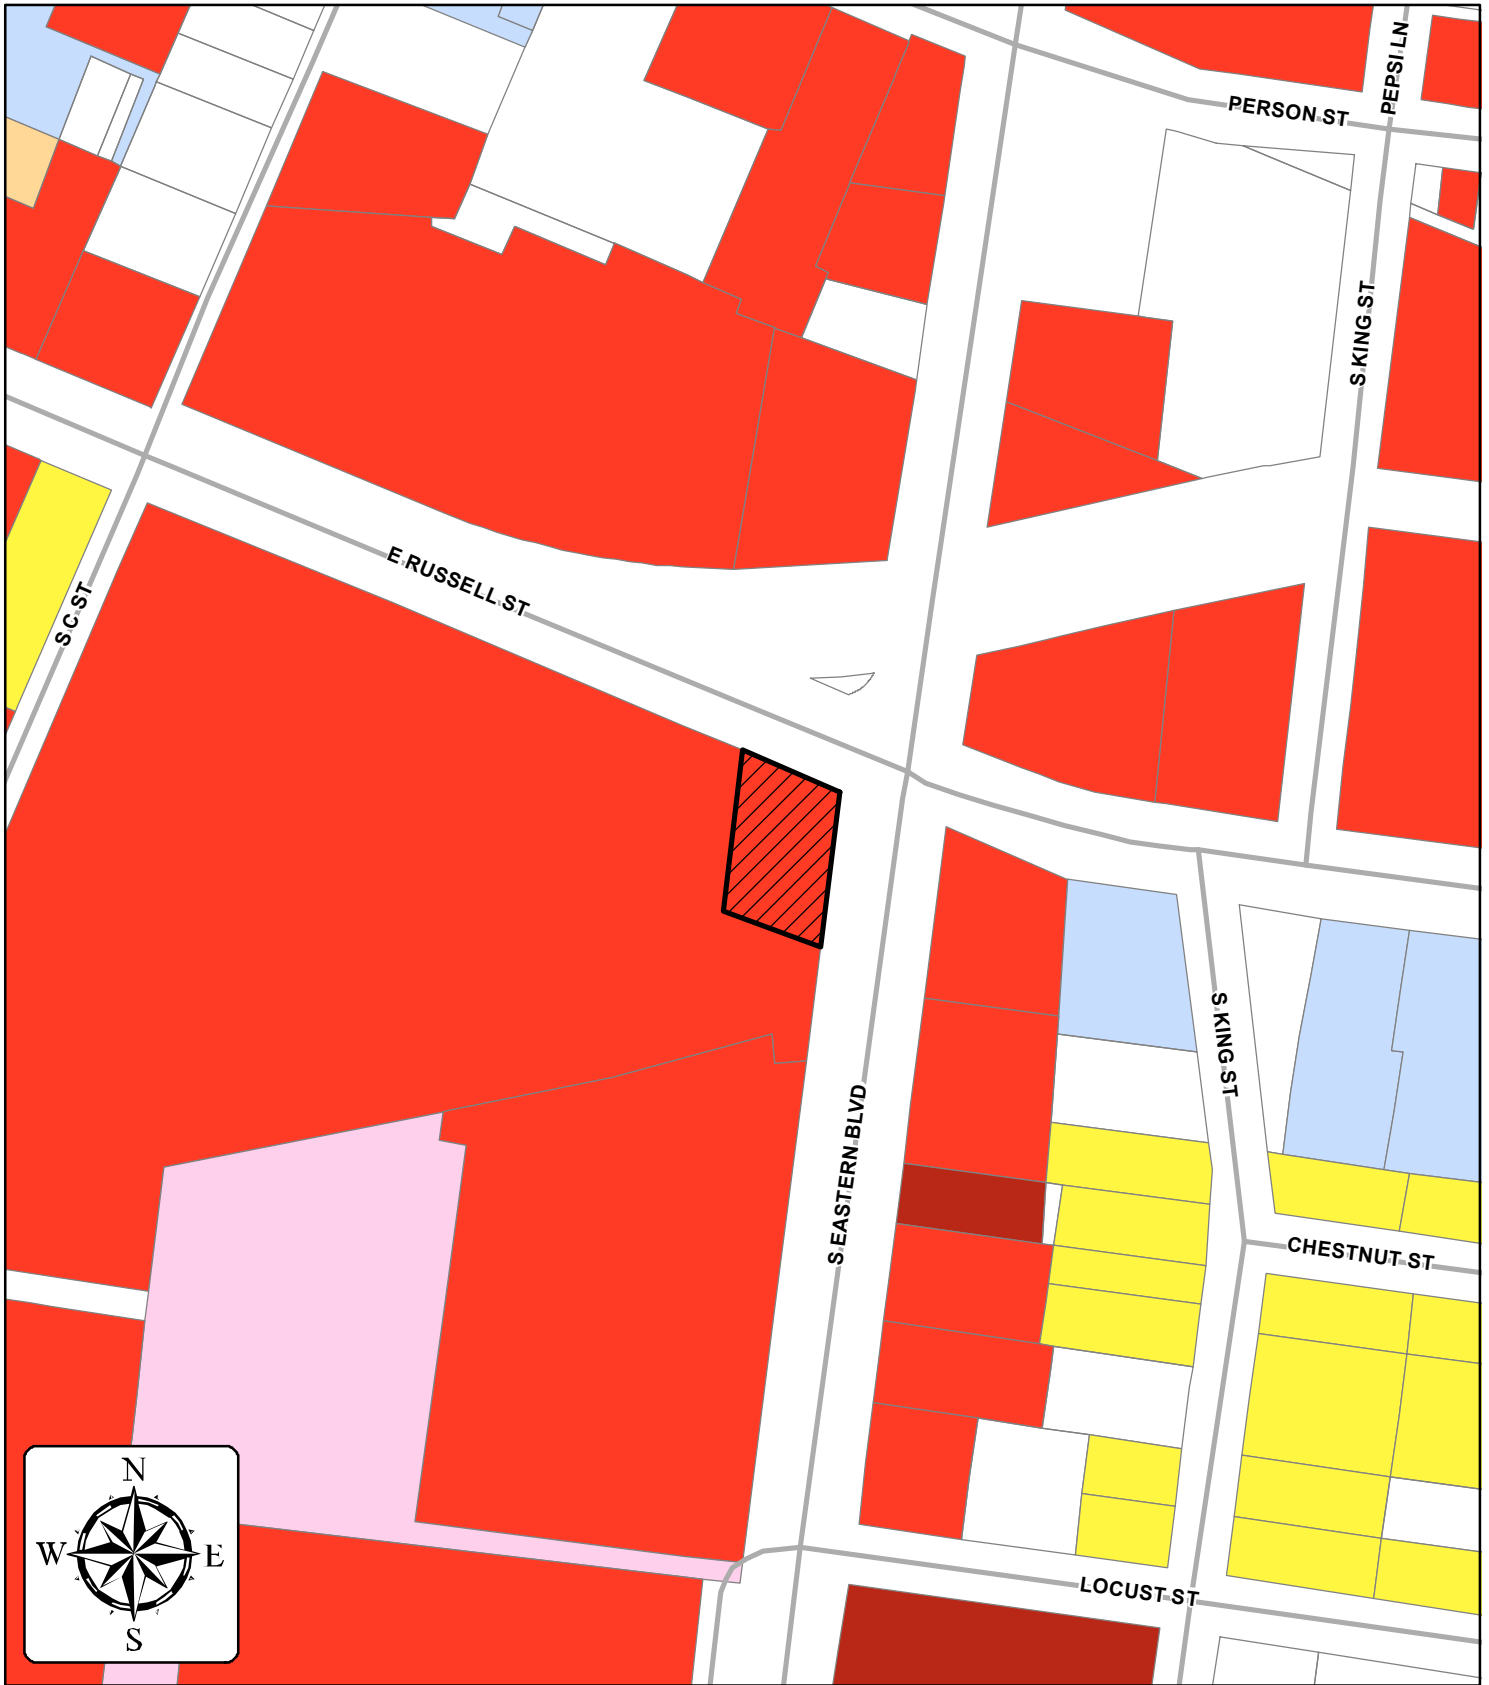 PEPSI LN
PERSON ST
S KING ST
E RUSSELL ST
S C ST
S KING ST
S EASTERN BLVD
CHESTNUT ST
LOCUST ST
N
W E
S